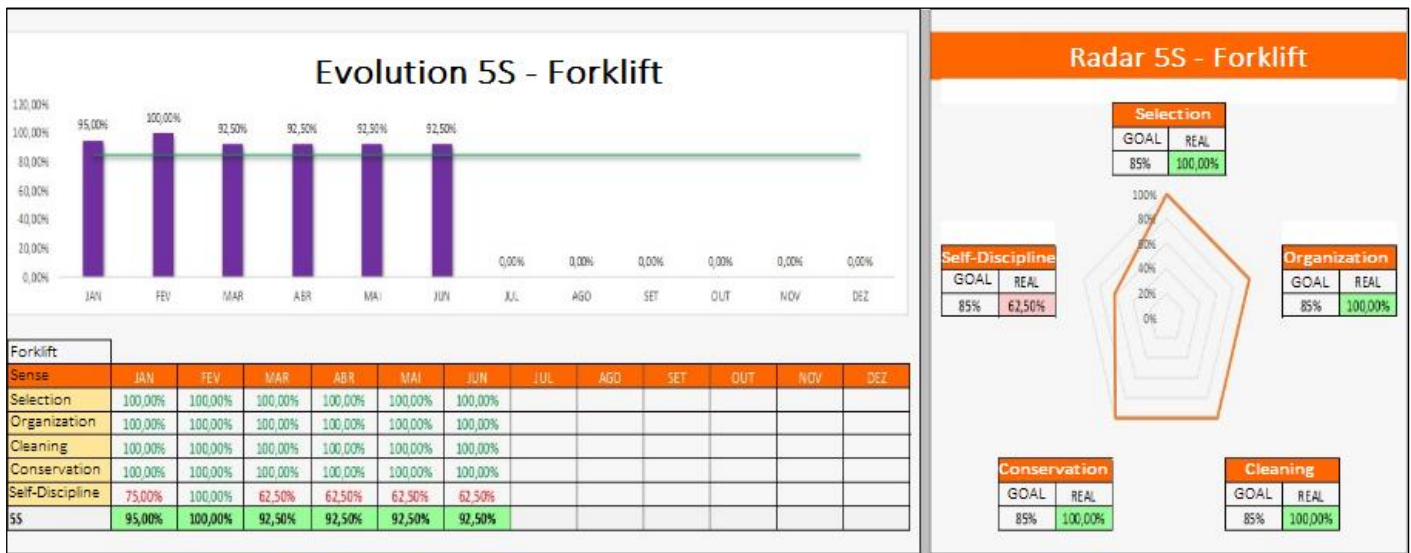 Evolution 5S - Forklift
120,00%
100,00%
80,00%
60,00%
40,00%
20,00%
0,00%
95,00% 100,00% 92,50% 92,50% 92,50% 92,50% 0,00% 0,00% 0,00% 0,00% 0,00% 0,00%
JAN FEV MAR ABR MAI JUN JUL AGO SET OUT NOV DEZ
Forklift
Sense JAN FEV MAR ABR MAI JUN JUL AGO SET OUT NOV DEZ
Selection 100,00% 100,00% 100,00% 100,00% 100,00% 100,00%
Organization 100,00% 100,00% 100,00% 100,00% 100,00% 100,00%
Cleaning 100,00% 100,00% 100,00% 100,00% 100,00% 100,00%
Conservation 100,00% 100,00% 100,00% 100,00% 100,00% 100,00%
Self-Discipline 75,00% 100,00% 62,50% 62,50% 62,50% 62,50%
5S 95,00% 100,00% 92,50% 92,50% 92,50% 92,50%
Radar 5S - Forklift
Selection
GOAL REAL
85% 100,00%
100%
80%
60%
40%
20%
0%
Self-Discipline
GOAL REAL
85% 62,50%
Organization
GOAL REAL
85% 100,00%
Conservation
GOAL REAL
85% 100,00%
Cleaning
GOAL REAL
85% 100,00%